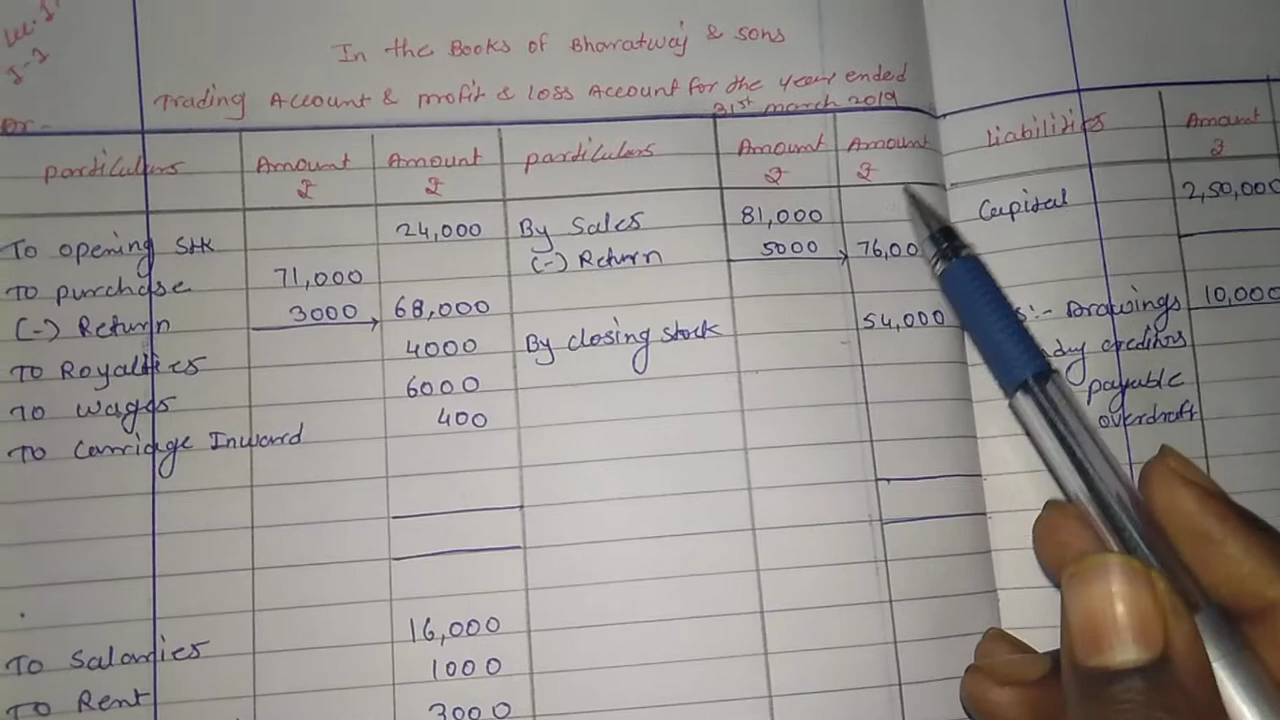 In the Books of Bharatwaj & sons
Trading Account & profit & loss Account for the year ended
31st march 2019
Dr-
particulars Amount ₹ Amount ₹ particulars Amount ₹ Amount ₹
To opening Stk 24,000 By Sales 81,000
To purchase 71,000 (-) Return 5000 76,00
(-) Return 3000 68,000
To Royalties 4000 By closing stock 54,000
To wages 6000
To Carriage Inward 400
To Salaries 16,000
To Rent 1000
3000
Liabilities Amount ₹
Capital 2,50,000
:- Drawings 10,000
creditors
payable
overdraft